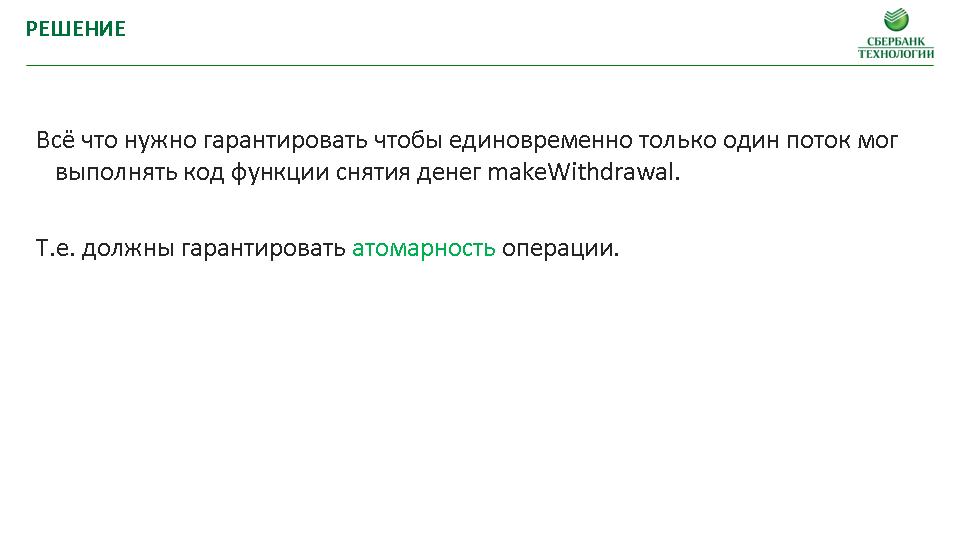 РЕШЕНИЕ
СБЕРБАНК
ТЕХНОЛОГИИ
Всё что нужно гарантировать чтобы единовременно только один поток мог
выполнять код функции снятия денег makeWithdrawal.
Т.е. должны гарантировать атомарность операции.